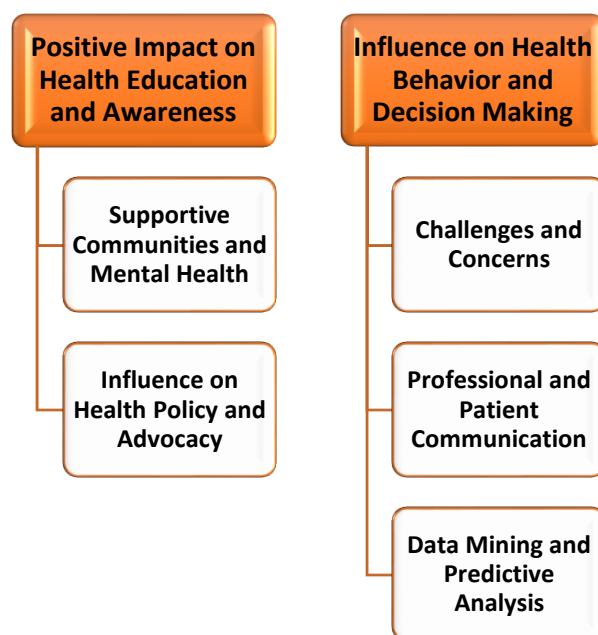 Positive Impact on
Health Education
and Awareness
Supportive
Communities and
Mental Health
Influence on
Health Policy and
Advocacy
Influence on Health
Behavior and
Decision Making
Challenges and
Concerns
Professional and
Patient
Communication
Data Mining and
Predictive
Analysis